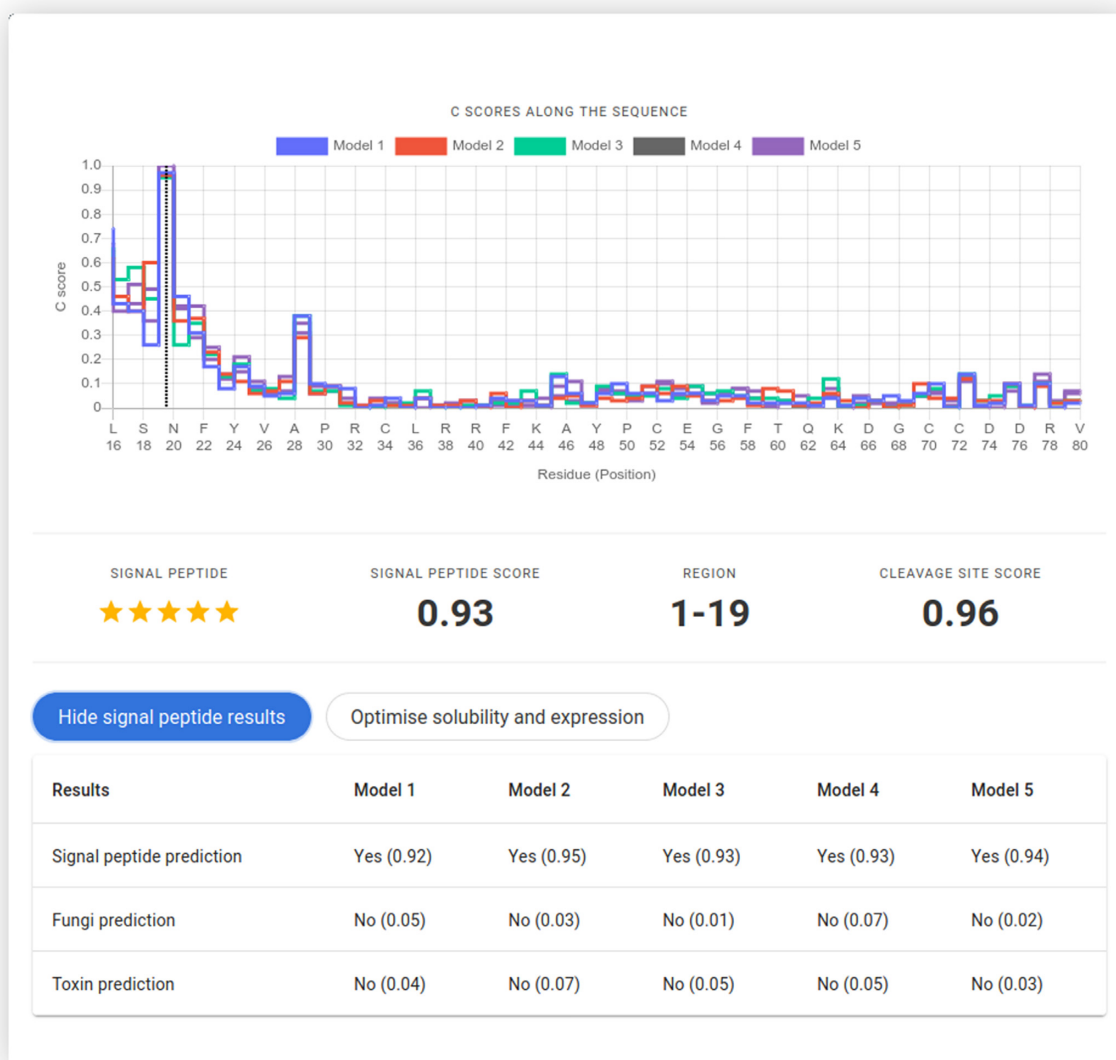 C SCORES ALONG THE SEQUENCE
Model 1 Model 2 Model 3 Model 4 Model 5
1.0
0.9
0.8
0.7
0.6
0.5
0.4
0.3
0.2
0.1
0
C score
L S N F Y V A P R C L R R F K A Y P C E G F T Q K D G C C D D R V
16 18 20 22 24 26 28 30 32 34 36 38 40 42 44 46 48 50 52 54 56 58 60 62 64 66 68 70 72 74 76 78 80
Residue (Position)
SIGNAL PEPTIDE SIGNAL PEPTIDE SCORE REGION CLEAVAGE SITE SCORE
0.93 1-19 0.96
Hide signal peptide results Optimise solubility and expression
Results Model 1 Model 2 Model 3 Model 4 Model 5
Signal peptide prediction Yes (0.92) Yes (0.95) Yes (0.93) Yes (0.93) Yes (0.94)
Fungi prediction No (0.05) No (0.03) No (0.01) No (0.07) No (0.02)
Toxin prediction No (0.04) No (0.07) No (0.05) No (0.05) No (0.03)